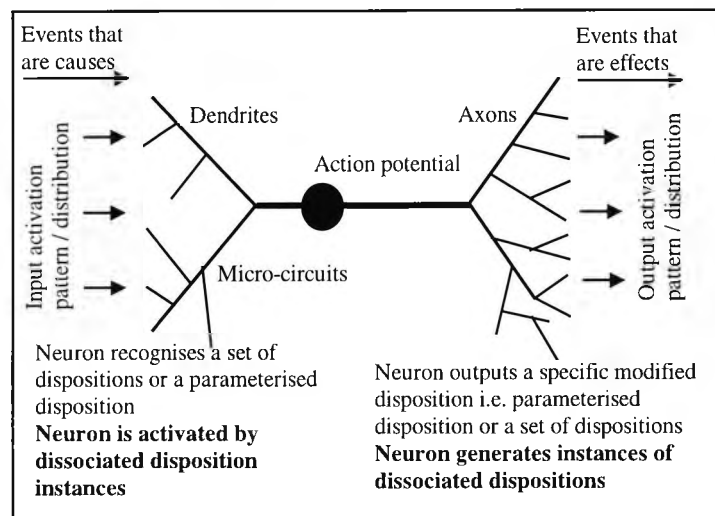 Events that
are causes
Events that
are effects
Dendrites
Axons
Action potential
Input activation
pattern / distribution
Output activation
pattern / distribution
Micro-circuits
Neuron recognises a set of
dispositions or a parameterised
disposition
Neuron is activated by
dissociated disposition
instances
Neuron outputs a specific modified
disposition i.e. parameterised
disposition or a set of dispositions
Neuron generates instances of
dissociated dispositions